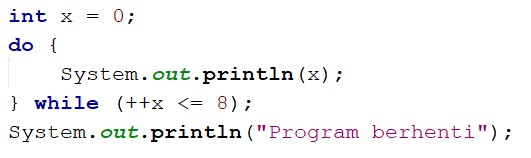 int x = 0;
do {
    System.out.println(x);
} while (++x <= 8);
System.out.println("Program berhenti");